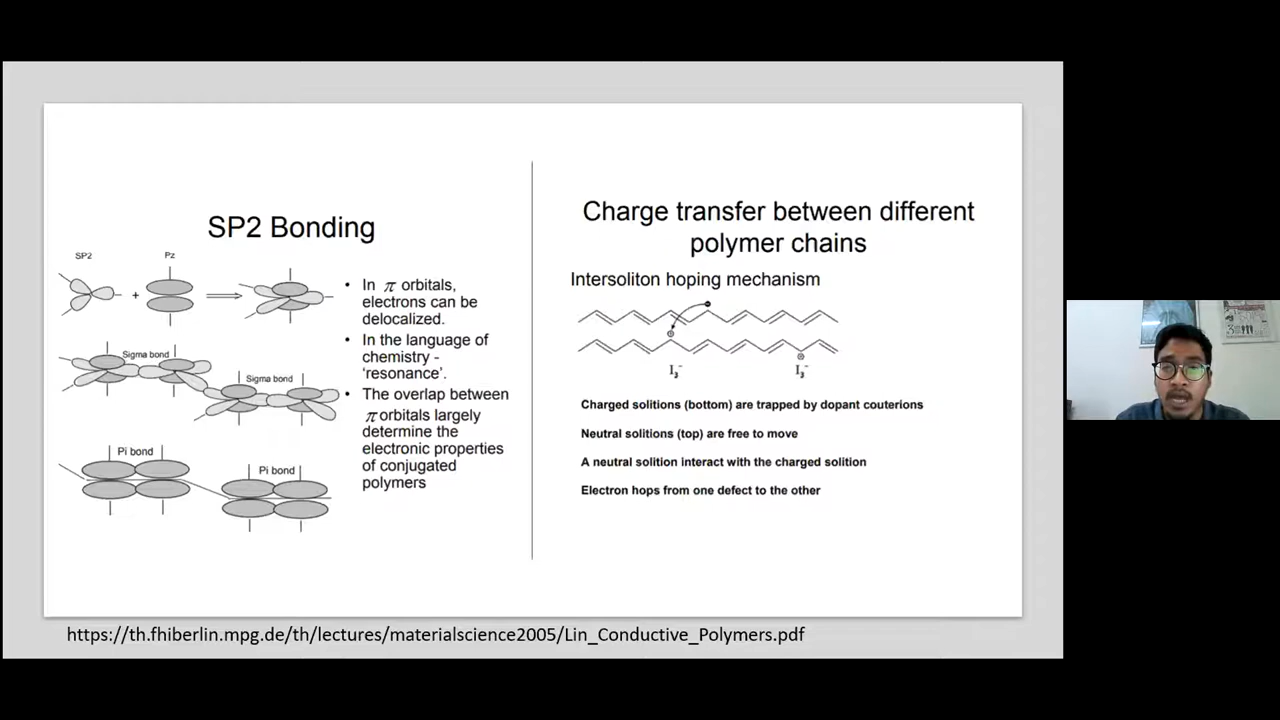 SP2 Bonding
SP2
Pz
+
Sigma bond
Sigma bond
Pi bond
Pi bond
• In π orbitals,
electrons can be
delocalized.
• In the language of
chemistry -
‘resonance’.
• The overlap between
π orbitals largely
determine the
electronic properties
of conjugated
polymers
Charge transfer between different
polymer chains
Intersoliton hoping mechanism
I3-
I3-
Charged solitions (bottom) are trapped by dopant couterions
Neutral solitions (top) are free to move
A neutral solition interact with the charged solition
Electron hops from one defect to the other
https://th.fhiberlin.mpg.de/th/lectures/materialscience2005/Lin_Conductive_Polymers.pdf